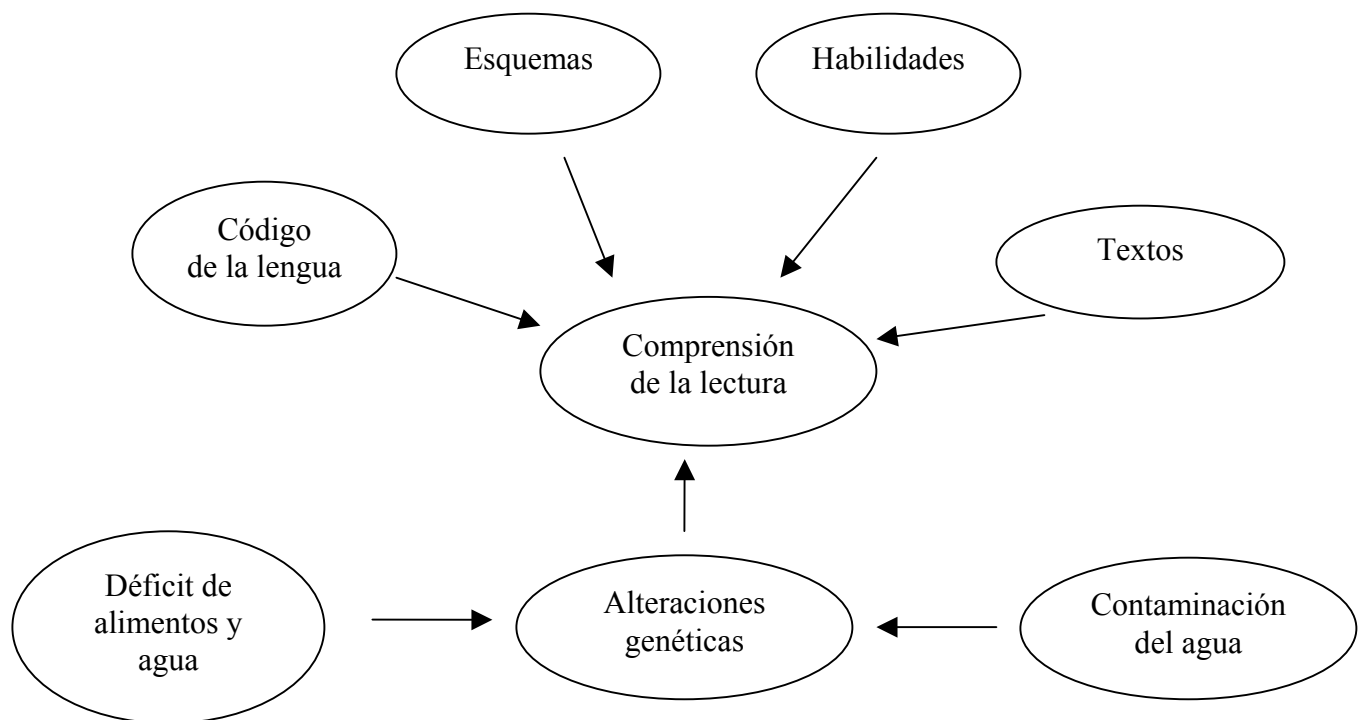 Esquemas
Habilidades
Código
de la lengua
Textos
Comprensión
de la lectura
Déficit de
alimentos y
agua
Alteraciones
genéticas
Contaminación
del agua